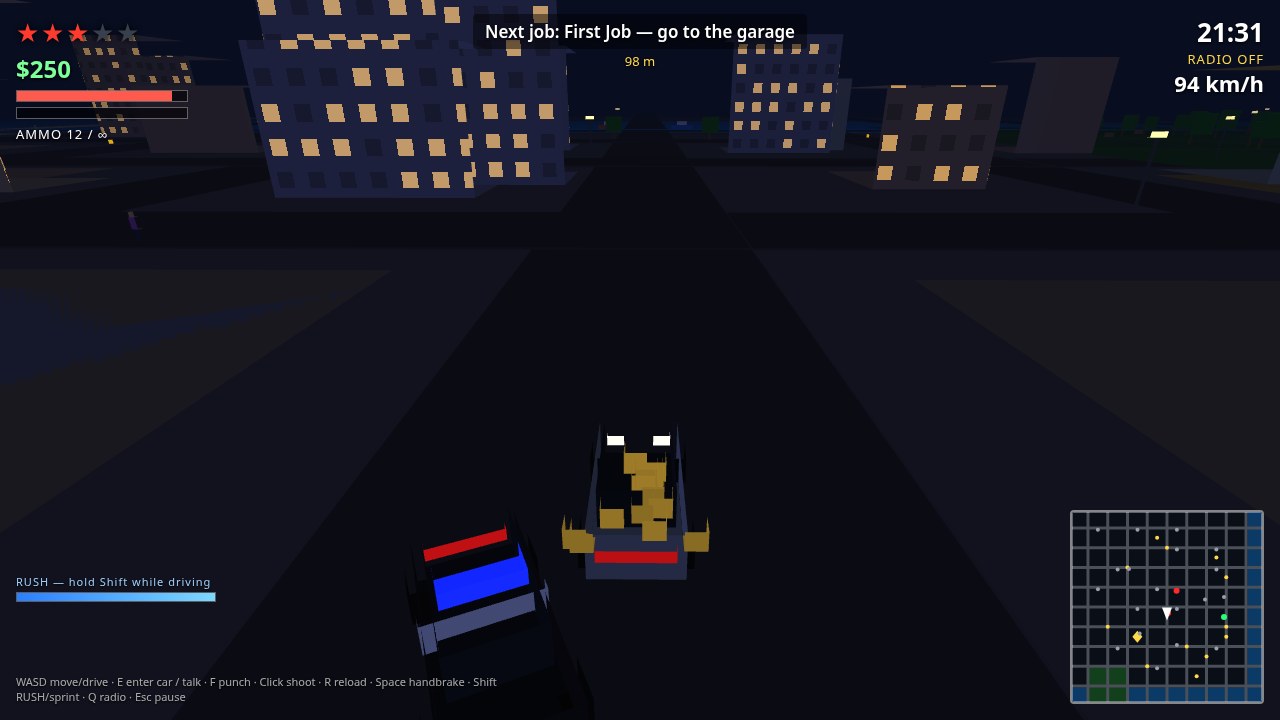 Next job: First Job — go to the garage
98 m
$250
AMMO 12 / ∞
21:31
RADIO OFF
94 km/h
RUSH — hold Shift while driving
WASD move/drive · E enter car / talk · F punch · Click shoot · R reload · Space handbrake · Shift
RUSH/sprint · Q radio · Esc pause